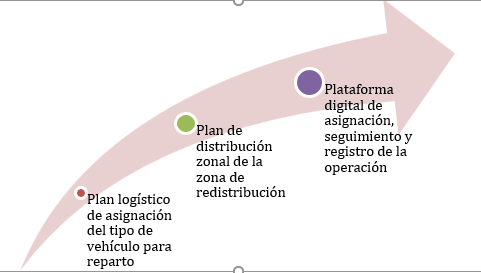 Plan logístico
de asignación
del tipo de
vehículo para
reparto
Plan de
distribución
zonal de la
zona de
redistribución
Plataforma
digital de
asignación,
seguimiento y
registro de la
operación